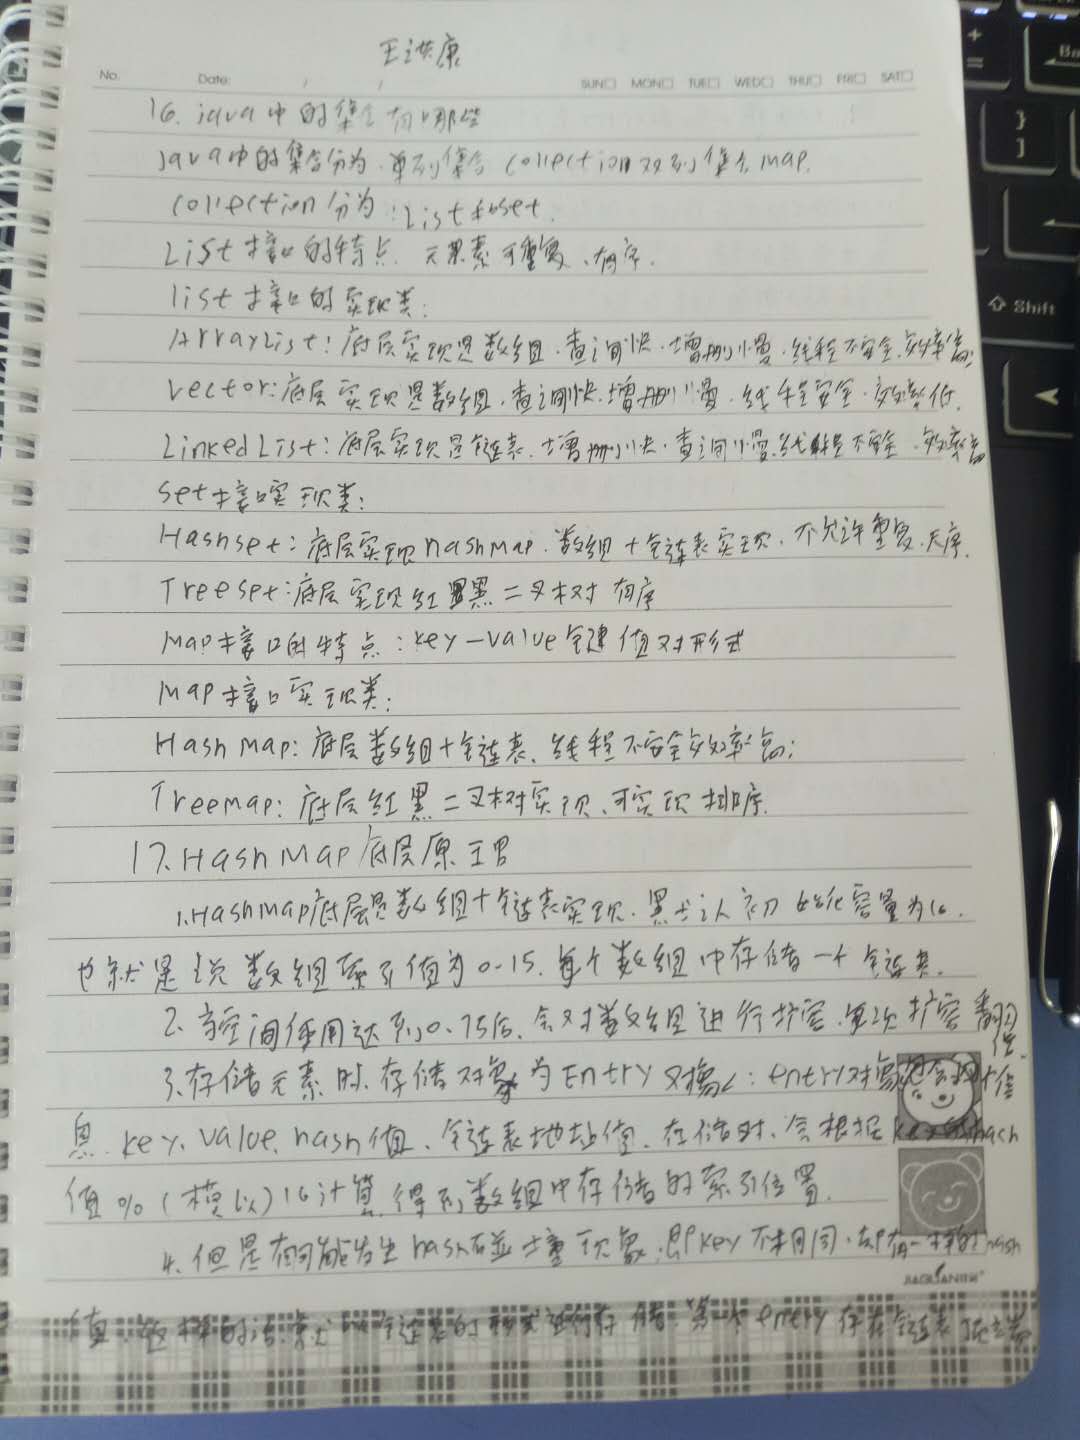 王洪康
No. Date: / / SUN□ MON□ TUE□ WED□ THU□ FRI□ SAT□
16. java中的集合有哪些
java中的集合分为.单列集合 collection 双列集合 map.
collection分为:List和set.
List接口的特点. 元素可重复、有序.
list接口的实现类:
ArrayList:底层实现是数组.查询快.增删慢.线程不安全.效率高;
vector:底层实现是数组.查询快.增删慢.线程安全.效率低.
LinkedList:底层实现是链表.增删快.查询慢.线程不安全.效率高
set接口实现类:
Hashset:底层实现hashMap.数组+链表实现、不允许重复.无序.
Treeset:底层实现红黑二叉树 有序
Map接口的特点:key-value键值对形式
Map接口实现类:
HashMap:底层数组+链表、线程不安全效率高;
Treemap:底层红黑二叉树实现、可实现排序.
17.HashMap底层原理
1.HashMap底层是数组+链表实现.默认初始化容量为16.
也就是说数组索引值为0-15.每个数组中存储一个链表.
2.当空间使用达到0.75后.会对数组进行扩容.每次扩容翻倍.
3.存储元素时.存储对象为Entry对象:entry对象包含四个信
息.key、value、hash值、链表地址值.存储时、会根据key的hash
值%(模以)16计算.得到数组中存储的索引位置.
4.但是有可能发生hash碰撞现象:即key不相同.却有一样的hash
值.这样的话.就以链表的形式进行存储.第一个entry存在链表顶端
+
=
Ba
}
]
Shift